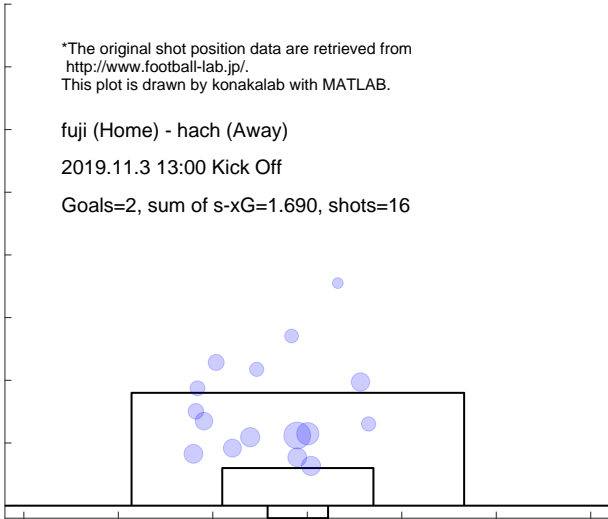 *The original shot position data are retrieved from
http://www.football-lab.jp/.
This plot is drawn by konakalab with MATLAB.
fuji (Home) - hach (Away)
2019.11.3 13:00 Kick Off
Goals=2, sum of s-xG=1.690, shots=16